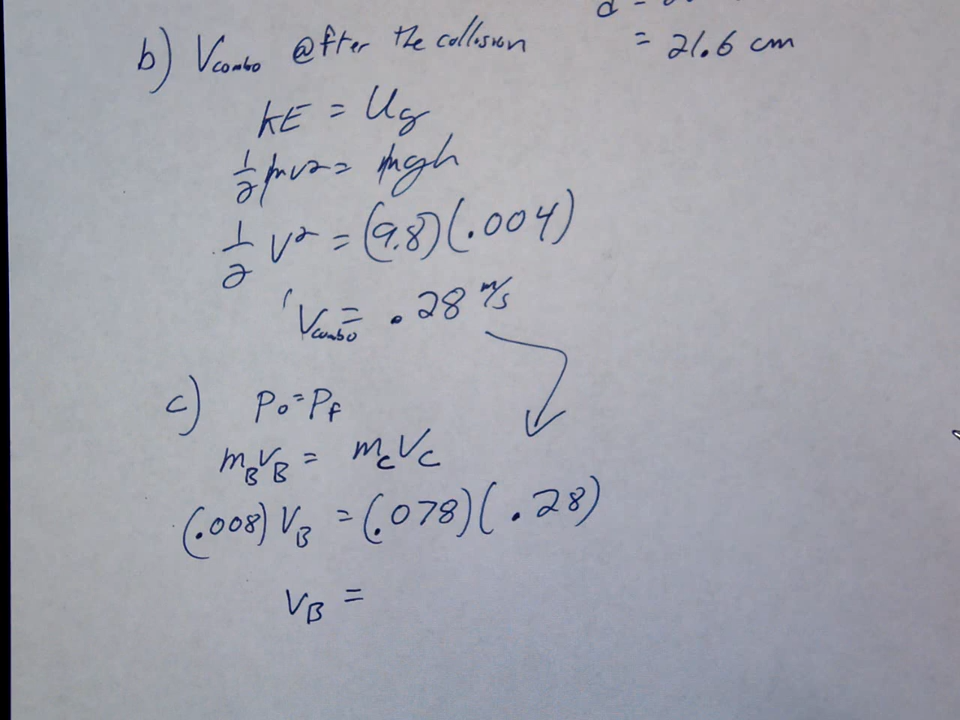 = 21.6 cm
b) Vcombo @fter the collision
KE = Ug
1/2 mv² = mgh
1/2 v² = (9.8)(.004)
Vcombo = .28 m/s
c) Po = Pf
mBvB = mcVc
(.008) VB = (.078)(.28)
VB =